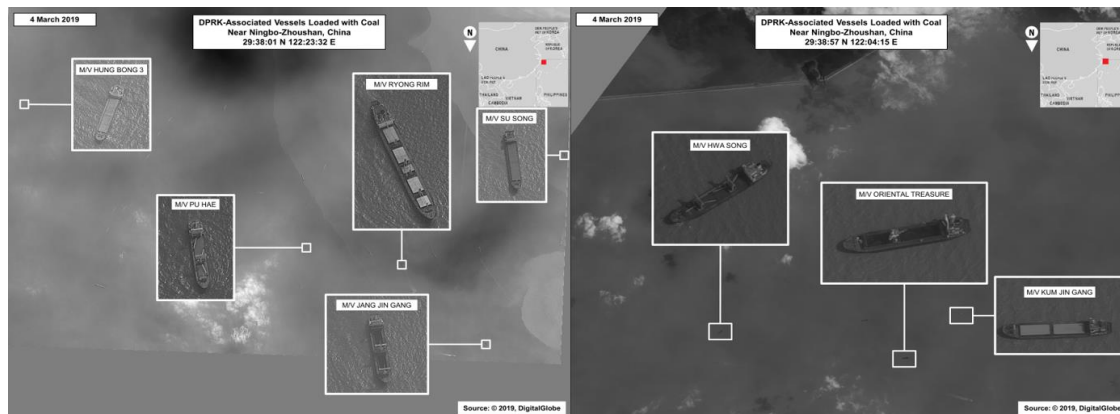 4 March 2019
DPRK-Associated Vessels Loaded with Coal
Near Ningbo-Zhoushan, China
29:38:01 N 122:23:32 E
N
CHINA
M/V HUNG BONG 3
M/V RYONG RIM
M/V SU SONG
M/V PU HAE
M/V JANG JIN GANG
Source: © 2019, DigitalGlobe
4 March 2019
DPRK-Associated Vessels Loaded with Coal
Near Ningbo-Zhoushan, China
29:38:57 N 122:04:15 E
N
CHINA
M/V HWA SONG
M/V ORIENTAL TREASURE
M/V KUM JIN GANG
Source: © 2019, DigitalGlobe